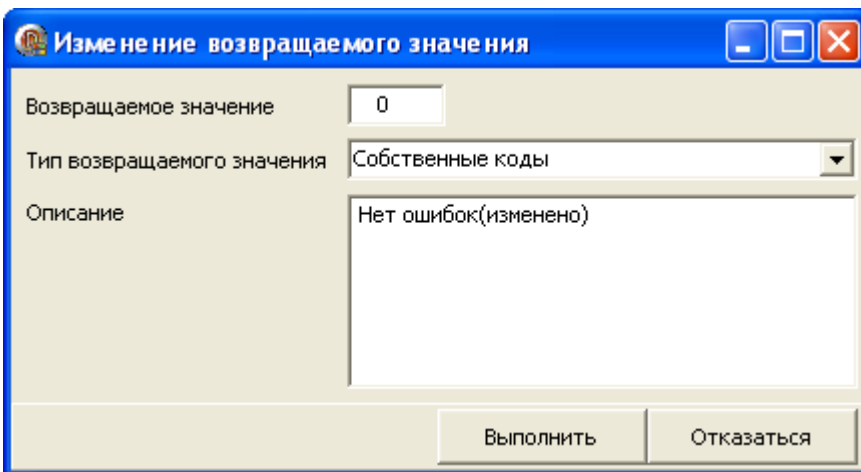 Изменение возвращаемого значения
Возвращаемое значение 0
Тип возвращаемого значения Собственные коды
Описание Нет ошибок(изменено)
Выполнить Отказаться